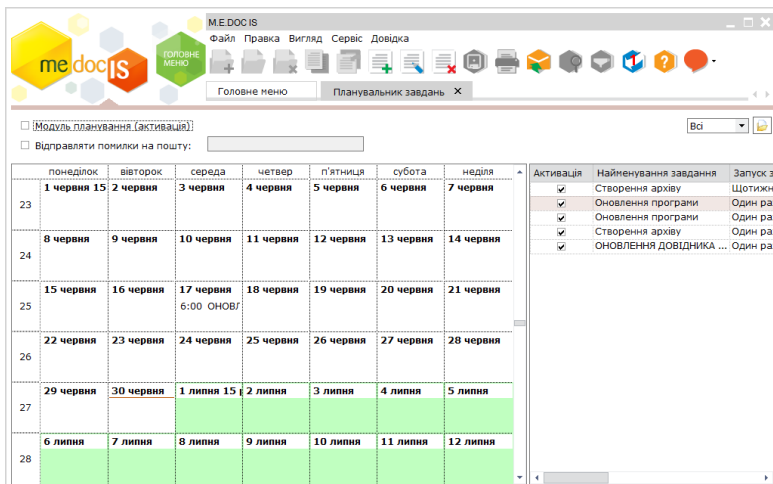 M.E.DOC IS
Файл Правка Вигляд Сервіс Довідка
me doc IS
ГОЛОВНЕ
МЕНЮ
Головне меню
Планувальник завдань
Модуль планування (активація)
Всі
Відправляти помилки на пошту:
понеділок вівторок середа четвер п'ятниця субота неділя
Активація Найменування завдання Запуск з
23
1 червня 15 2 червня 3 червня 4 червня 5 червня 6 червня 7 червня
Створення архіву Щотижн
Оновлення програми Один ра
Оновлення програми Один ра
Створення архіву Один ра
ОНОВЛЕННЯ ДОВІДНИКА ... Один ра
24
8 червня 9 червня 10 червня 11 червня 12 червня 13 червня 14 червня
25
15 червня 16 червня 17 червня 18 червня 19 червня 20 червня 21 червня
6:00 ОНОВЛ
26
22 червня 23 червня 24 червня 25 червня 26 червня 27 червня 28 червня
27
29 червня 30 червня 1 липня 15 2 липня 3 липня 4 липня 5 липня
28
6 липня 7 липня 8 липня 9 липня 10 липня 11 липня 12 липня